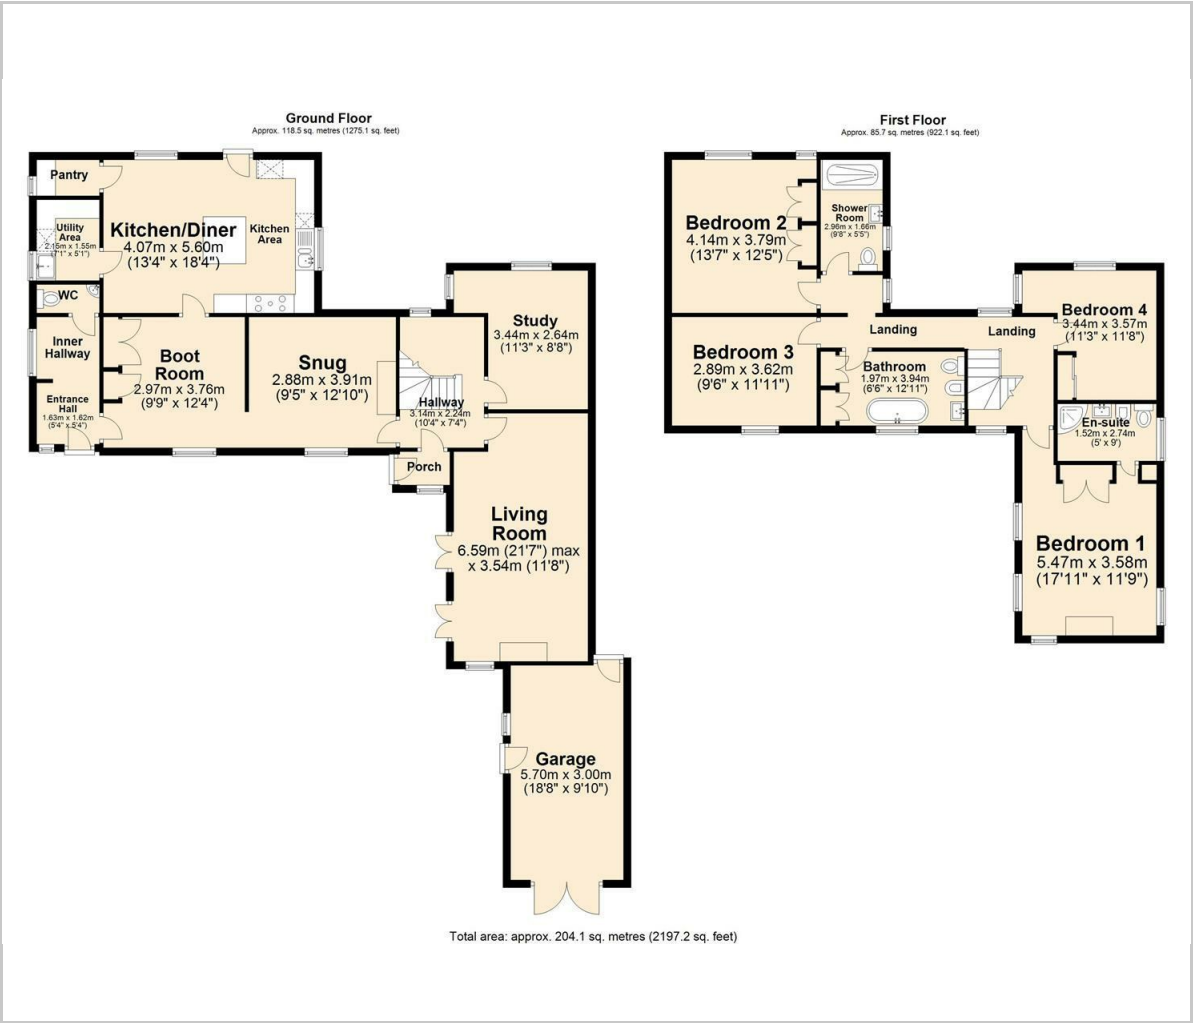 Ground Floor
Approx. 118.5 sq. metres (1275.1 sq. feet)
Pantry
Utility
Area
2.15m x 1.55m
(7'1" x 5'1")
Kitchen/Diner
4.07m x 5.60m
(13'4" x 18'4")
Kitchen
Area
WC
Inner
Hallway
Boot
Room
2.97m x 3.76m
(9'9" x 12'4")
Snug
2.88m x 3.91m
(9'5" x 12'10")
Study
3.44m x 2.64m
(11'3" x 8'8")
Hallway
3.14m x 2.24m
(10'4" x 7'4")
Entrance
Hall
1.63m x 1.62m
(5'4" x 5'4")
Porch
Living
Room
6.59m (21'7") max
x 3.54m (11'8")
Garage
5.70m x 3.00m
(18'8" x 9'10")
First Floor
Approx. 85.7 sq. metres (922.1 sq. feet)
Bedroom 2
4.14m x 3.79m
(13'7" x 12'5")
Shower
Room
2.96m x 1.66m
(9'8" x 5'5")
Landing
Landing
Bedroom 4
3.44m x 3.57m
(11'3" x 11'8")
Bedroom 3
2.89m x 3.62m
(9'6" x 11'11")
Bathroom
1.97m x 3.94m
(6'6" x 12'11")
En-suite
1.52m x 2.74m
(5' x 9')
Bedroom 1
5.47m x 3.58m
(17'11" x 11'9")
Total area: approx. 204.1 sq. metres (2197.2 sq. feet)